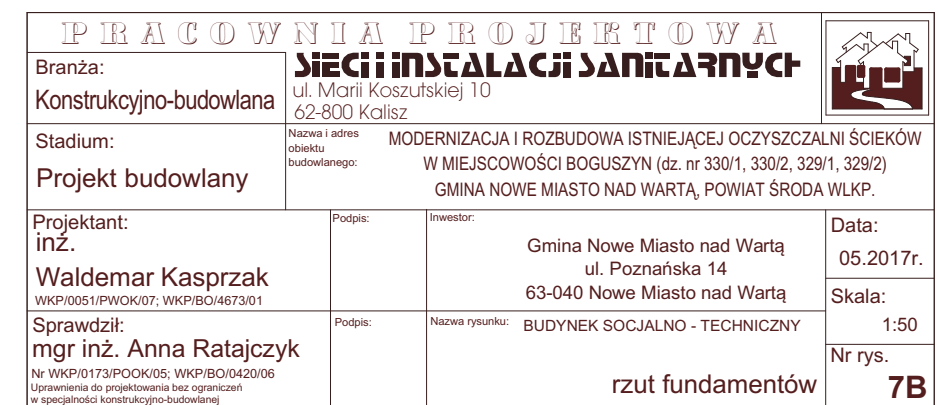 PRACOWNIA PROJEKTOWA
SIECI i INSTALACJI SANITARNYCH
ul. Marii Koszutskiej 10
62-800 Kalisz
Branża:
Konstrukcyjno-budowlana
Stadium:
Projekt budowlany
Nazwa i adres
obiektu
budowlanego:
MODERNIZACJA I ROZBUDOWA ISTNIEJĄCEJ OCZYSZCZALNI ŚCIEKÓW
W MIEJSCOWOŚCI BOGUSZYN (dz. nr 330/1, 330/2, 329/1, 329/2)
GMINA NOWE MIASTO NAD WARTĄ, POWIAT ŚRODA WLKP.
Projektant:
inż.
Waldemar Kasprzak
WKP/0051/PWOK/07; WKP/BO/4673/01
Podpis:
Inwestor:
Gmina Nowe Miasto nad Wartą
ul. Poznańska 14
63-040 Nowe Miasto nad Wartą
Data:
05.2017r.
Skala:
1:50
Sprawdził:
mgr inż. Anna Ratajczyk
Nr WKP/0173/POOK/05; WKP/BO/0420/06
Uprawnienia do projektowania bez ograniczeń
w specjalności konstrukcyjno-budowlanej
Podpis:
Nazwa rysunku:
BUDYNEK SOCJALNO - TECHNICZNY
rzut fundamentów
Nr rys.
7B